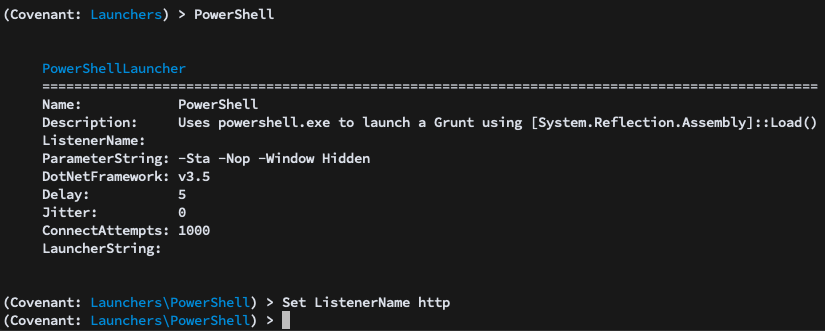 (Covenant: Launchers) > PowerShell
PowerShellLauncher
================================================================================================
Name: PowerShell
Description: Uses powershell.exe to launch a Grunt using [System.Reflection.Assembly]::Load()
ListenerName:
ParameterString: -Sta -Nop -Window Hidden
DotNetFramework: v3.5
Delay: 5
Jitter: 0
ConnectAttempts: 1000
LauncherString:
(Covenant: Launchers\PowerShell) > Set ListenerName http
(Covenant: Launchers\PowerShell) >